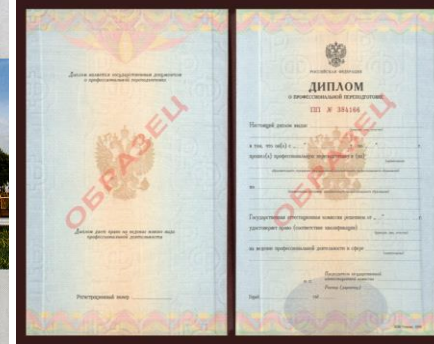 Диплом является государственным документом
о профессиональной переподготовке
ОБРАЗЕЦ
Диплом дает право на ведение нового вида
профессиональной деятельности
Регистрационный номер
РОССИЙСКАЯ ФЕДЕРАЦИЯ
ДИПЛОМ
О ПРОФЕССИОНАЛЬНОЙ ПЕРЕПОДГОТОВКЕ
ПП № 384166
Настоящий диплом выдан
в том, что он(а) с г. по г.
прошел(а) профессиональную переподготовку в (на)
по
ОБРАЗЕЦ
Государственная аттестационная комиссия решением от г.
удостоверяет право (соответствие квалификации)
на ведение профессиональной деятельности в сфере
Председатель государственной
аттестационной комиссии
Ректор (директор)